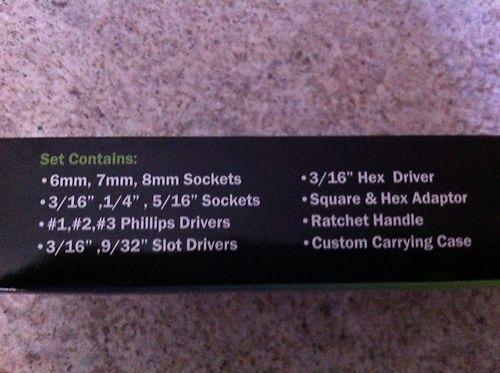 Set Contains:
•6mm, 7mm, 8mm Sockets
•3/16” ,1/4” , 5/16” Sockets
•#1,#2,#3 Phillips Drivers
•3/16” ,9/32” Slot Drivers
•3/16” Hex Driver
•Square & Hex Adaptor
•Ratchet Handle
•Custom Carrying Case